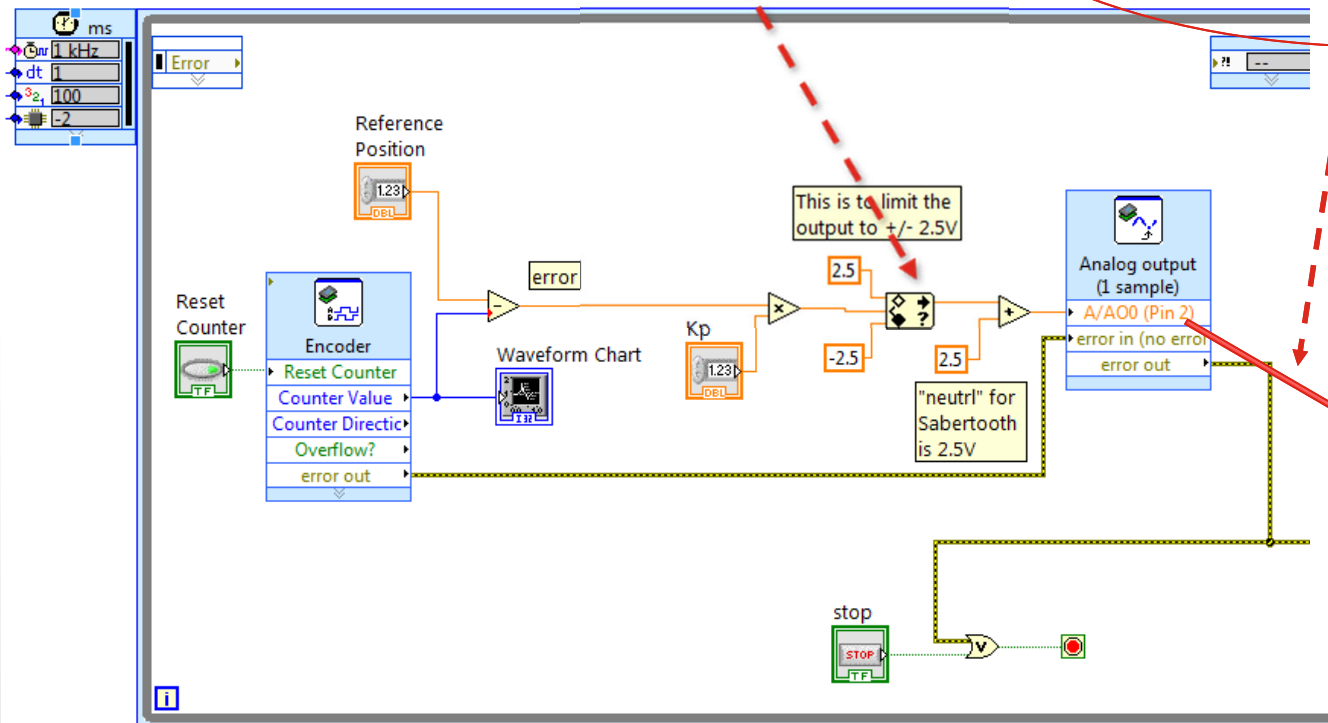 ms
1 kHz
dt 1
100
-2
Error
?! --
Reference
Position
1.23
DBL
This is to limit the
output to +/- 2.5V
Analog output
(1 sample)
A/AO0 (Pin 2)
error in (no erro
error out
error
2.5
-2.5
2.5
Reset
Counter
TF
Encoder
Reset Counter
Counter Value
Counter Directic
Overflow?
error out
Waveform Chart
I32
Kp
1.23
DBL
"neutrl" for
Sabertooth
is 2.5V
stop
STOP
TF
i